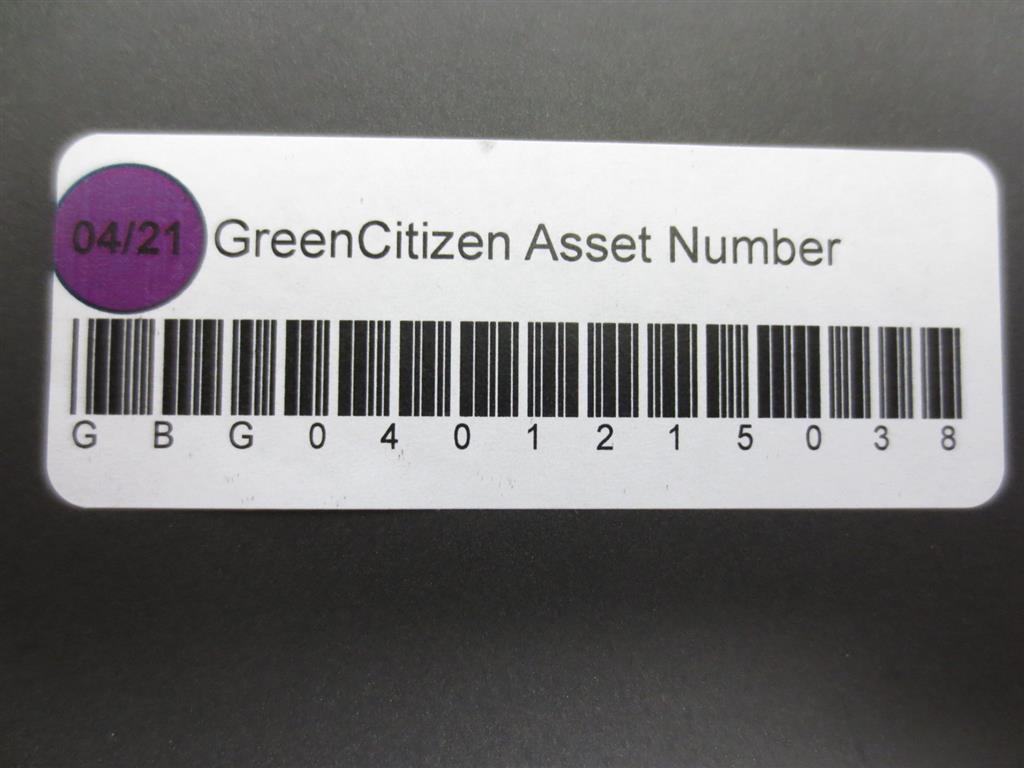 04/21 GreenCitizen Asset Number
G B G 0 4 0 1 2 1 5 0 3 8